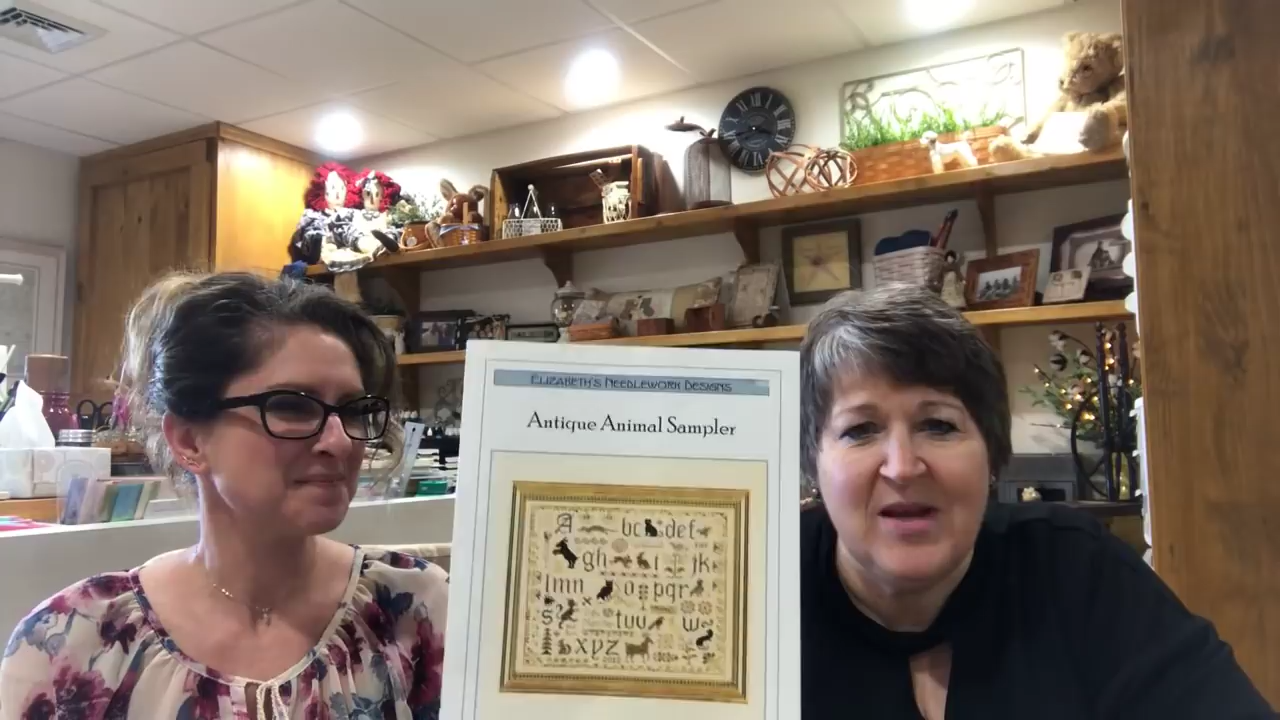 ELIZABETH'S NEEDLEWORK DESIGNS
Antique Animal Sampler
A bc def
gh i jk
lmn o pqr
s tuv w
xyz